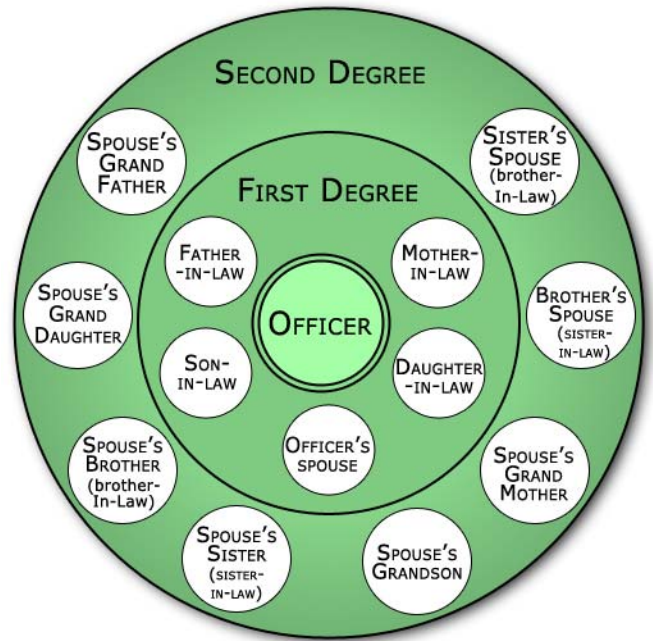 SECOND DEGREE
SPOUSE'S
GRAND
FATHER
SISTER'S
SPOUSE
(brother-
In-Law)
FIRST DEGREE
FATHER
-IN-LAW
MOTHER-
IN-LAW
OFFICER
SPOUSE'S
GRAND
DAUGHTER
BROTHER'S
SPOUSE
(SISTER-
IN-LAW)
SON-
IN-LAW
DAUGHTER
-IN-LAW
OFFICER'S
SPOUSE
SPOUSE'S
BROTHER
(brother-
In-Law)
SPOUSE'S
GRAND
MOTHER
SPOUSE'S
SISTER
(SISTER-
IN-LAW)
SPOUSE'S
GRANDSON